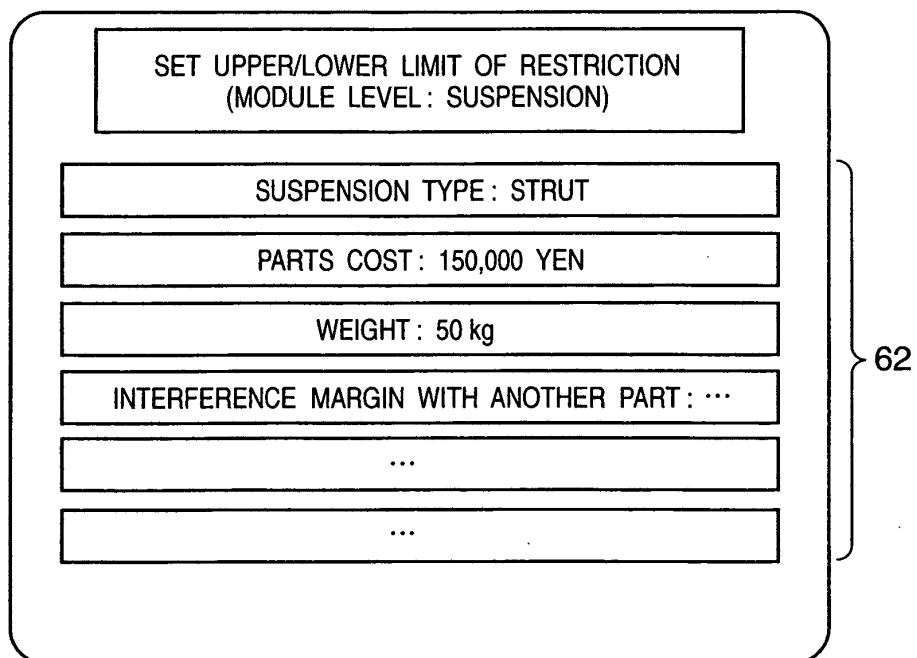 SET UPPER/LOWER LIMIT OF RESTRICTION
(MODULE LEVEL : SUSPENSION)
SUSPENSION TYPE : STRUT
PARTS COST : 150,000 YEN
WEIGHT : 50 kg
INTERFERENCE MARGIN WITH ANOTHER PART : ···
···
···
62